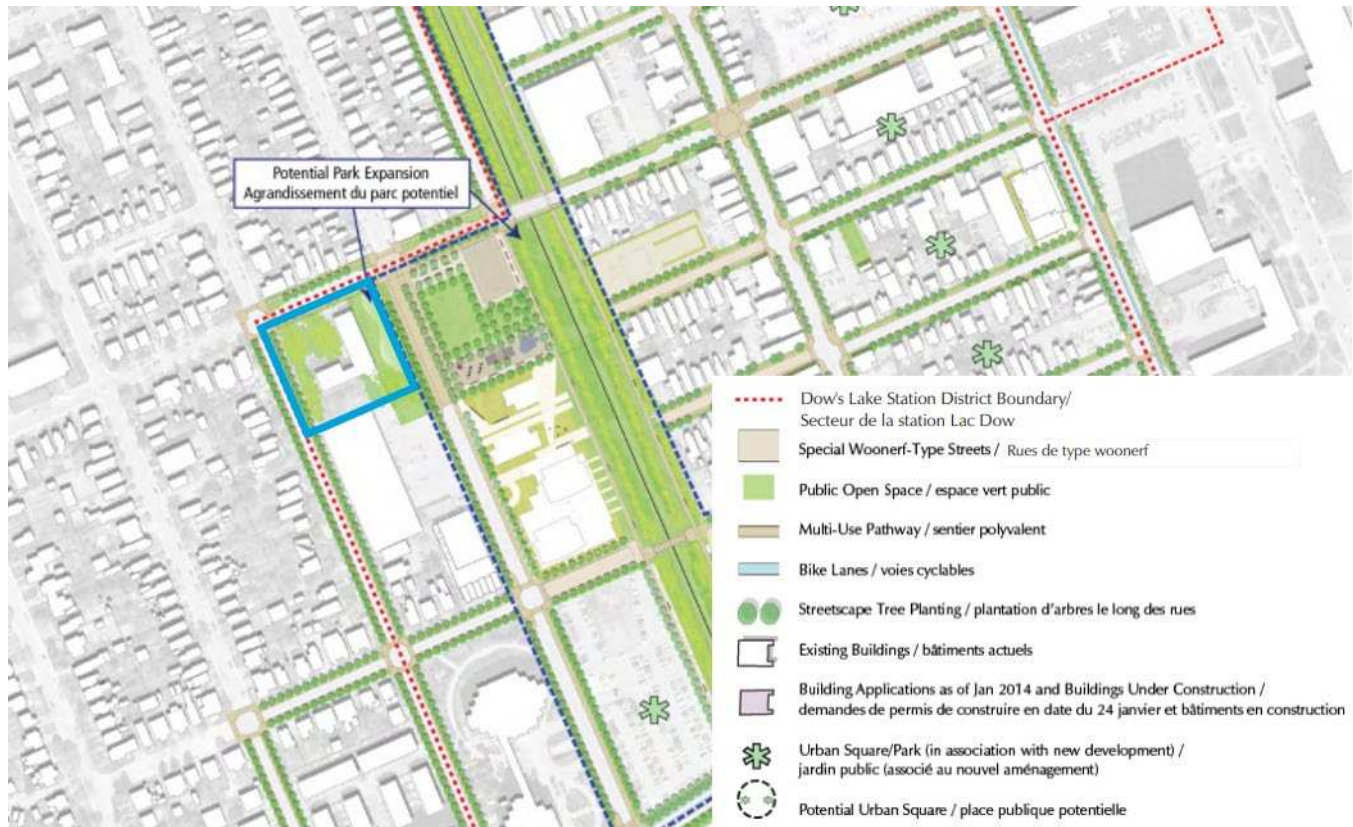 Potential Park Expansion
Agrandissement du parc potentiel
Dow's Lake Station District Boundary/
Secteur de la station Lac Dow
Special Woonerf-Type Streets / Rues de type woonerf
Public Open Space / espace vert public
Multi-Use Pathway / sentier polyvalent
Bike Lanes / voies cyclables
Streetscape Tree Planting / plantation d'arbres le long des rues
Existing Buildings / bâtiments actuels
Building Applications as of Jan 2014 and Buildings Under Construction /
demandes de permis de construire en date du 24 janvier et bâtiments en construction
Urban Square/Park (in association with new development) /
jardin public (associé au nouvel aménagement)
Potential Urban Square / place publique potentielle